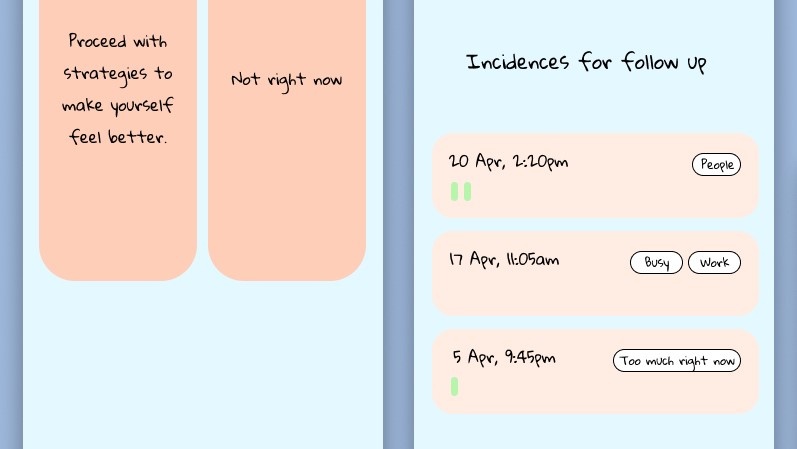 Proceed with
strategies to
make yourself
feel better.
Not right now
Incidences for follow up
20 Apr, 2:20pm
People
17 Apr, 11:05am
Busy
Work
5 Apr, 9:45pm
Too much right now